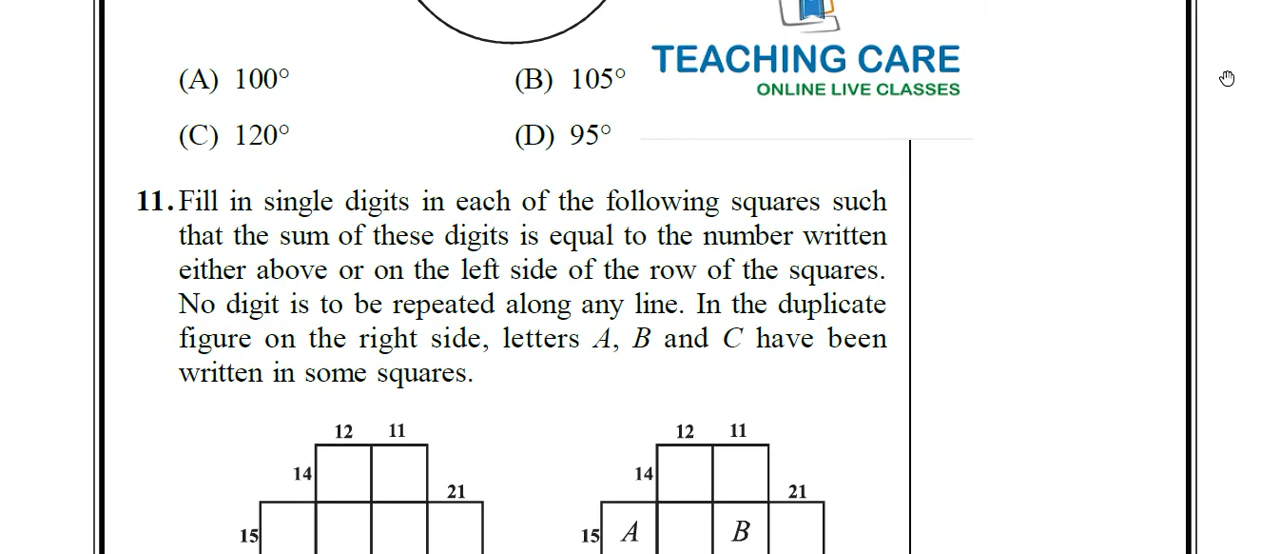 TEACHING CARE
ONLINE LIVE CLASSES
(A) 100° (B) 105°
(C) 120° (D) 95°
11. Fill in single digits in each of the following squares such
that the sum of these digits is equal to the number written
either above or on the left side of the row of the squares.
No digit is to be repeated along any line. In the duplicate
figure on the right side, letters A, B and C have been
written in some squares.
12 11 12 11
14 14
21 21
15 15 A B